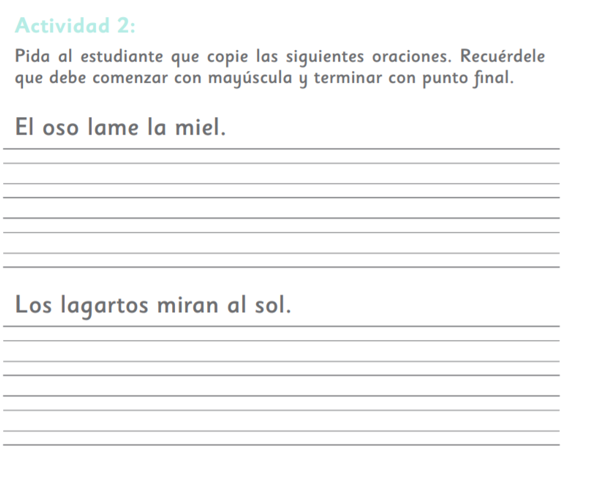 Actividad 2:
Pida al estudiante que copie las siguientes oraciones. Recuérdele
que debe comenzar con mayúscula y terminar con punto final.
El oso lame la miel.
Los lagartos miran al sol.